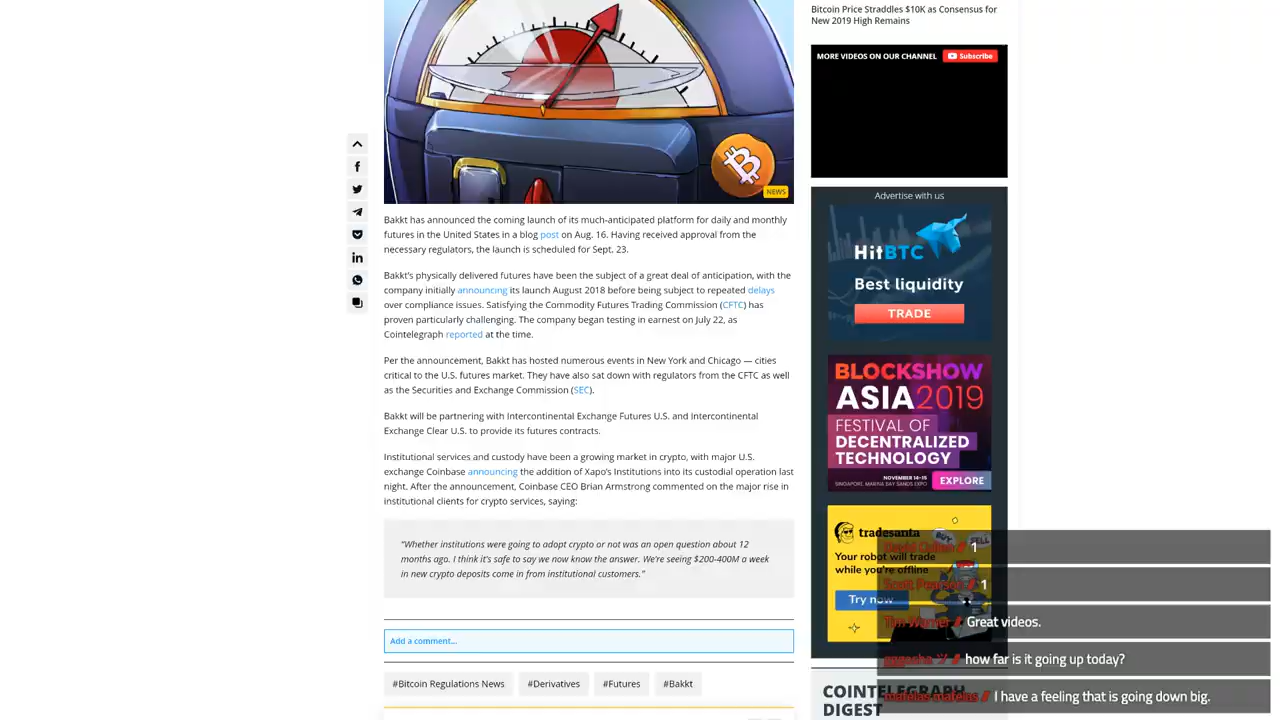 Bitcoin Price Straddles $10K as Consensus for
New 2019 High Remains
MORE VIDEOS ON OUR CHANNEL
Subscribe
NEWS
Bakkt has announced the coming launch of its much-anticipated platform for daily and monthly
futures in the United States in a blog post on Aug. 16. Having received approval from the
necessary regulators, the launch is scheduled for Sept. 23.
Bakkt's physically delivered futures have been the subject of a great deal of anticipation, with the
company initially announcing its launch August 2018 before being subject to repeated delays
over compliance issues. Satisfying the Commodity Futures Trading Commission (CFTC) has
proven particularly challenging. The company began testing in earnest on July 22, as
Cointelegraph reported at the time.
Per the announcement, Bakkt has hosted numerous events in New York and Chicago — cities
critical to the U.S. futures market. They have also sat down with regulators from the CFTC as well
as the Securities and Exchange Commission (SEC).
Bakkt will be partnering with Intercontinental Exchange Futures U.S. and Intercontinental
Exchange Clear U.S. to provide its futures contracts.
Institutional services and custody have been a growing market in crypto, with major U.S.
exchange Coinbase announcing the addition of Xapo's Institutions into its custodial operation last
night. After the announcement, Coinbase CEO Brian Armstrong commented on the major rise in
institutional clients for crypto services, saying:
"Whether institutions were going to adopt crypto or not was an open question about 12
months ago. I think it's safe to say we now know the answer. We're seeing $200-400M a week
in new crypto deposits come in from institutional customers."
Add a comment...
#Bitcoin Regulations News
#Derivatives
#Futures
#Bakkt
Advertise with us
HitBTC
Best liquidity
TRADE
BLOCKSHOW
ASIA2019
FESTIVAL OF
DECENTRALIZED
TECHNOLOGY
NOVEMBER 14-15
SINGAPORE, MARINA BAY SANDS EXPO
EXPLORE
tradesanta
BUY
SELL
Your robot will trade
while you're offline
Try now
1
Scott Pearson 1
Tim Warner Great videos.
how far is it going up today?
I have a feeling that is going down big.
COINTELEGRAPH
DIGEST